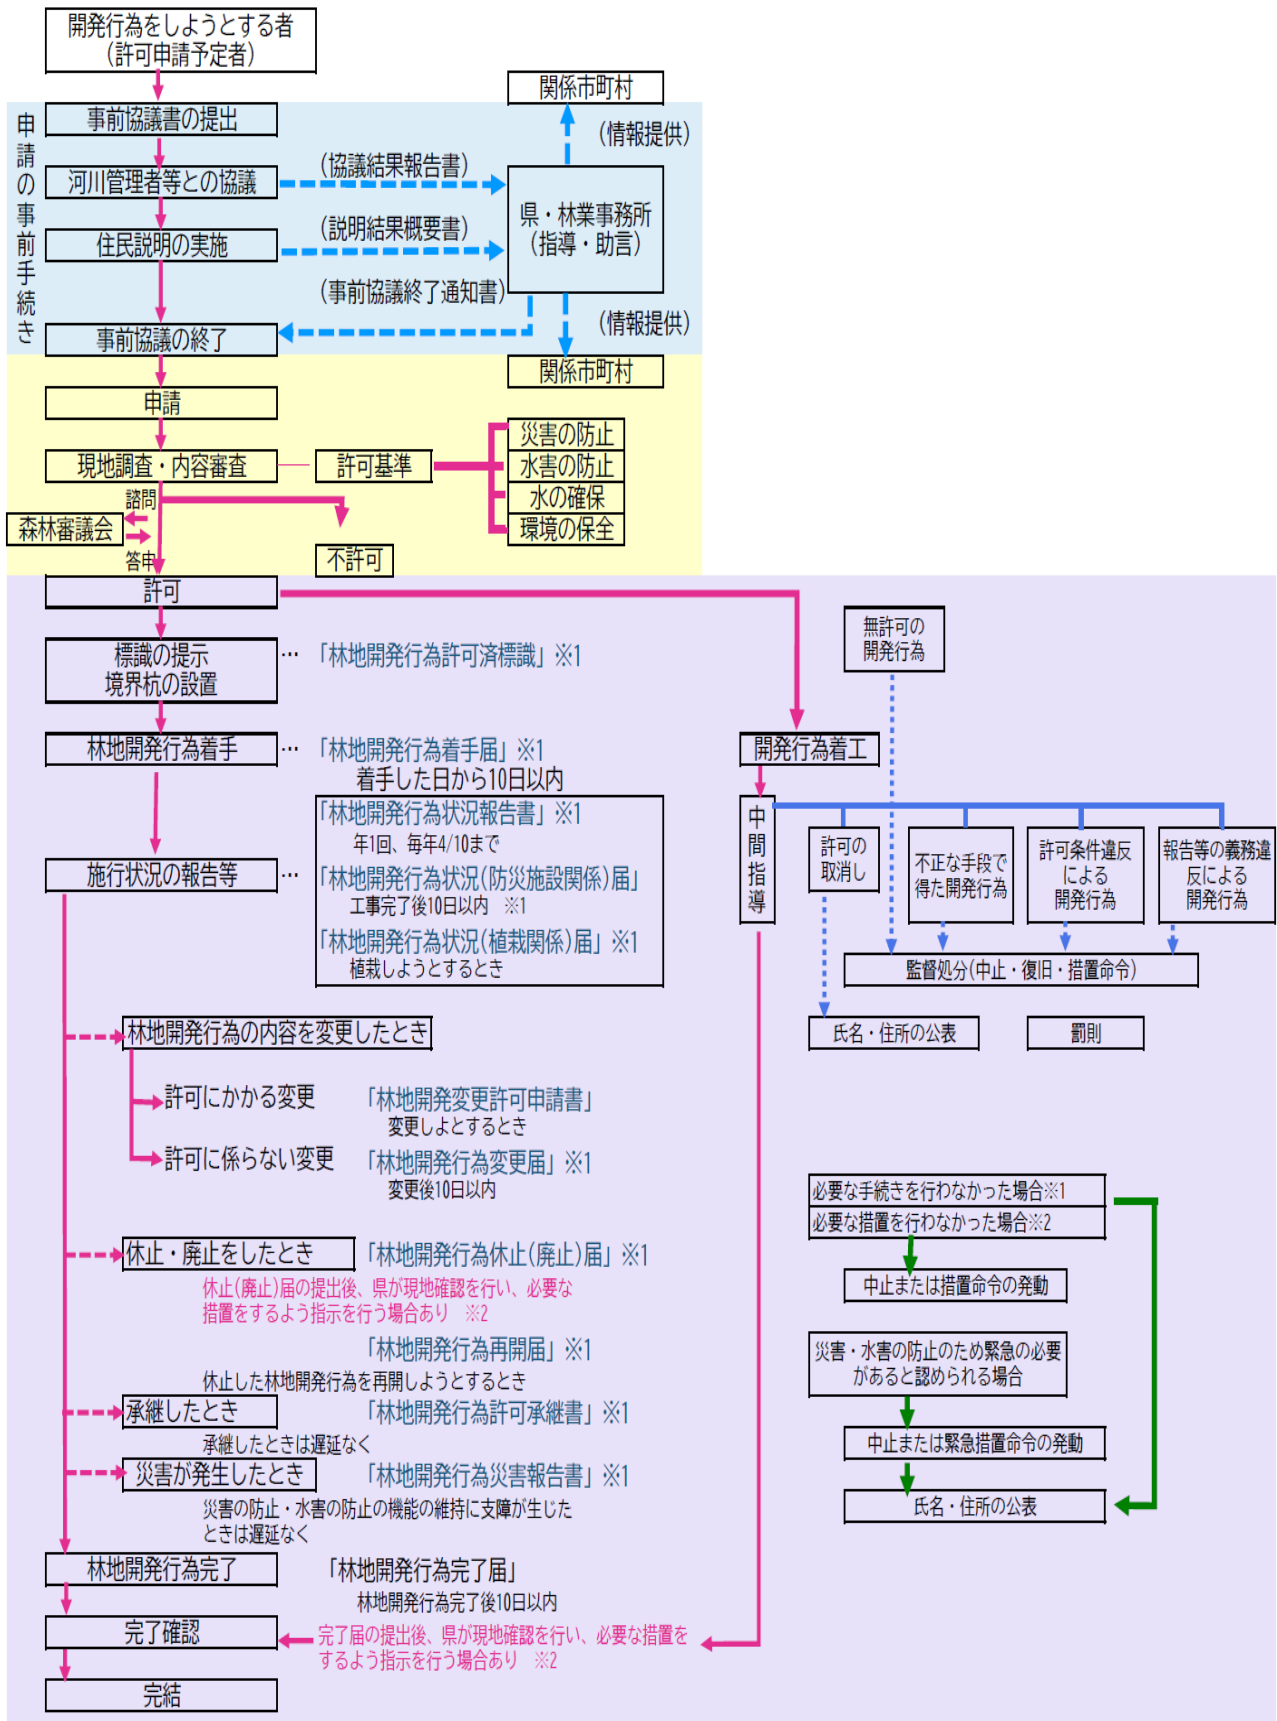 開発行為をしようとする者
（許可申請予定者）
関係市町村
申請の事前手続き
事前協議書の提出
（情報提供）
河川管理者等との協議
（協議結果報告書）
県・林業事務所
（指導・助言）
住民説明の実施
（説明結果概要書）
（事前協議終了通知書）
（情報提供）
事前協議の終了
関係市町村
申請
現地調査・内容審査
許可基準
災害の防止
水害の防止
水の確保
環境の保全
諮問
森林審議会
答申
不許可
許可
標識の提示
境界杭の設置
… 「林地開発行為許可済標識」※1
無許可の
開発行為
林地開発行為着手
… 「林地開発行為着手届」※1
着手した日から10日以内
開発行為着工
中間指導
「林地開発行為状況報告書」※1
年1回、毎年4/10まで
施行状況の報告等
… 「林地開発行為状況(防災施設関係)届」
工事完了後10日以内　※1
「林地開発行為状況(植栽関係)届」※1
植栽しようとするとき
許可の
取消し
不正な手段で
得た開発行為
許可条件違反
による
開発行為
報告等の義務違
反による
開発行為
監督処分(中止・復旧・措置命令)
氏名・住所の公表
罰則
林地開発行為の内容を変更したとき
許可にかかる変更
「林地開発変更許可申請書」
変更しよとするとき
許可に係らない変更
「林地開発行為変更届」※1
変更後10日以内
必要な手続きを行わなかった場合※1
必要な措置を行わなかった場合※2
中止または措置命令の発動
休止・廃止をしたとき
「林地開発行為休止(廃止)届」※1
休止(廃止)届の提出後、県が現地確認を行い、必要な
措置をするよう指示を行う場合あり　※2
「林地開発行為再開届」※1
休止した林地開発行為を再開しようとするとき
災害・水害の防止のため緊急の必要
があると認められる場合
承継したとき
「林地開発行為許可承継書」※1
承継したときは遅延なく
中止または緊急措置命令の発動
災害が発生したとき
「林地開発行為災害報告書」※1
災害の防止・水害の防止の機能の維持に支障が生じた
ときは遅延なく
氏名・住所の公表
林地開発行為完了
「林地開発行為完了届」
林地開発行為完了後10日以内
完了確認
完了届の提出後、県が現地確認を行い、必要な措置を
するよう指示を行う場合あり　※2
完結